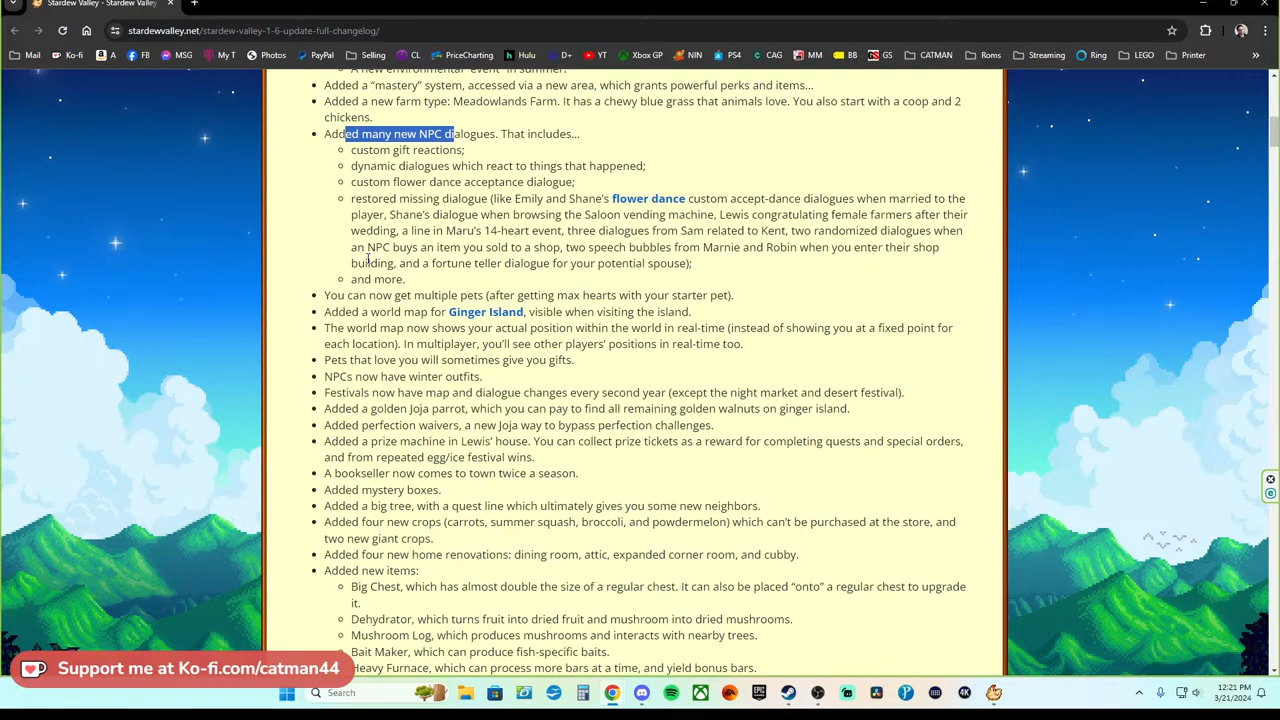 Stardew Valley
Stardew Valley
stardewvalley.net/stardew-valley-1-6-update-full-changelog/
Mail Ko-fi A FB MSG My T Photos PayPal Selling CL PriceCharting Hulu D+ YT Xbox GP NIN PS4 CAG MM BB GS CATMAN Roms Streaming Ring LEGO Printer
A new environmental "event" in summer.
Added a “mastery” system, accessed via a new area, which grants powerful perks and items…
Added a new farm type: Meadowlands Farm. It has a chewy blue grass that animals love. You also start with a coop and 2
chickens.
Added many new NPC dialogues. That includes…
custom gift reactions;
dynamic dialogues which react to things that happened;
custom flower dance acceptance dialogue;
restored missing dialogue (like Emily and Shane’s flower dance custom accept-dance dialogues when married to the
player, Shane’s dialogue when browsing the Saloon vending machine, Lewis congratulating female farmers after their
wedding, a line in Maru’s 14-heart event, three dialogues from Sam related to Kent, two randomized dialogues when
an NPC buys an item you sold to a shop, two speech bubbles from Marnie and Robin when you enter their shop
building, and a fortune teller dialogue for your potential spouse);
and more.
You can now get multiple pets (after getting max hearts with your starter pet).
Added a world map for Ginger Island, visible when visiting the island.
The world map now shows your actual position within the world in real-time (instead of showing you at a fixed point for
each location). In multiplayer, you’ll see other players’ positions in real-time too.
Pets that love you will sometimes give you gifts.
NPCs now have winter outfits.
Festivals now have map and dialogue changes every second year (except the night market and desert festival).
Added a golden Joja parrot, which you can pay to find all remaining golden walnuts on ginger island.
Added perfection waivers, a new Joja way to bypass perfection challenges.
Added a prize machine in Lewis’ house. You can collect prize tickets as a reward for completing quests and special orders,
and from repeated egg/ice festival wins.
A bookseller now comes to town twice a season.
Added mystery boxes.
Added a big tree, with a quest line which ultimately gives you some new neighbors.
Added four new crops (carrots, summer squash, broccoli, and powdermelon) which can’t be purchased at the store, and
two new giant crops.
Added four new home renovations: dining room, attic, expanded corner room, and cubby.
Added new items:
Big Chest, which has almost double the size of a regular chest. It can also be placed “onto” a regular chest to upgrade
it.
Dehydrator, which turns fruit into dried fruit and mushroom into dried mushrooms.
Mushroom Log, which produces mushrooms and interacts with nearby trees.
Bait Maker, which can produce fish-specific baits.
Heavy Furnace, which can process more bars at a time, and yield bonus bars.
Support me at Ko-fi.com/catman44
Search
12:21 PM
3/21/2024